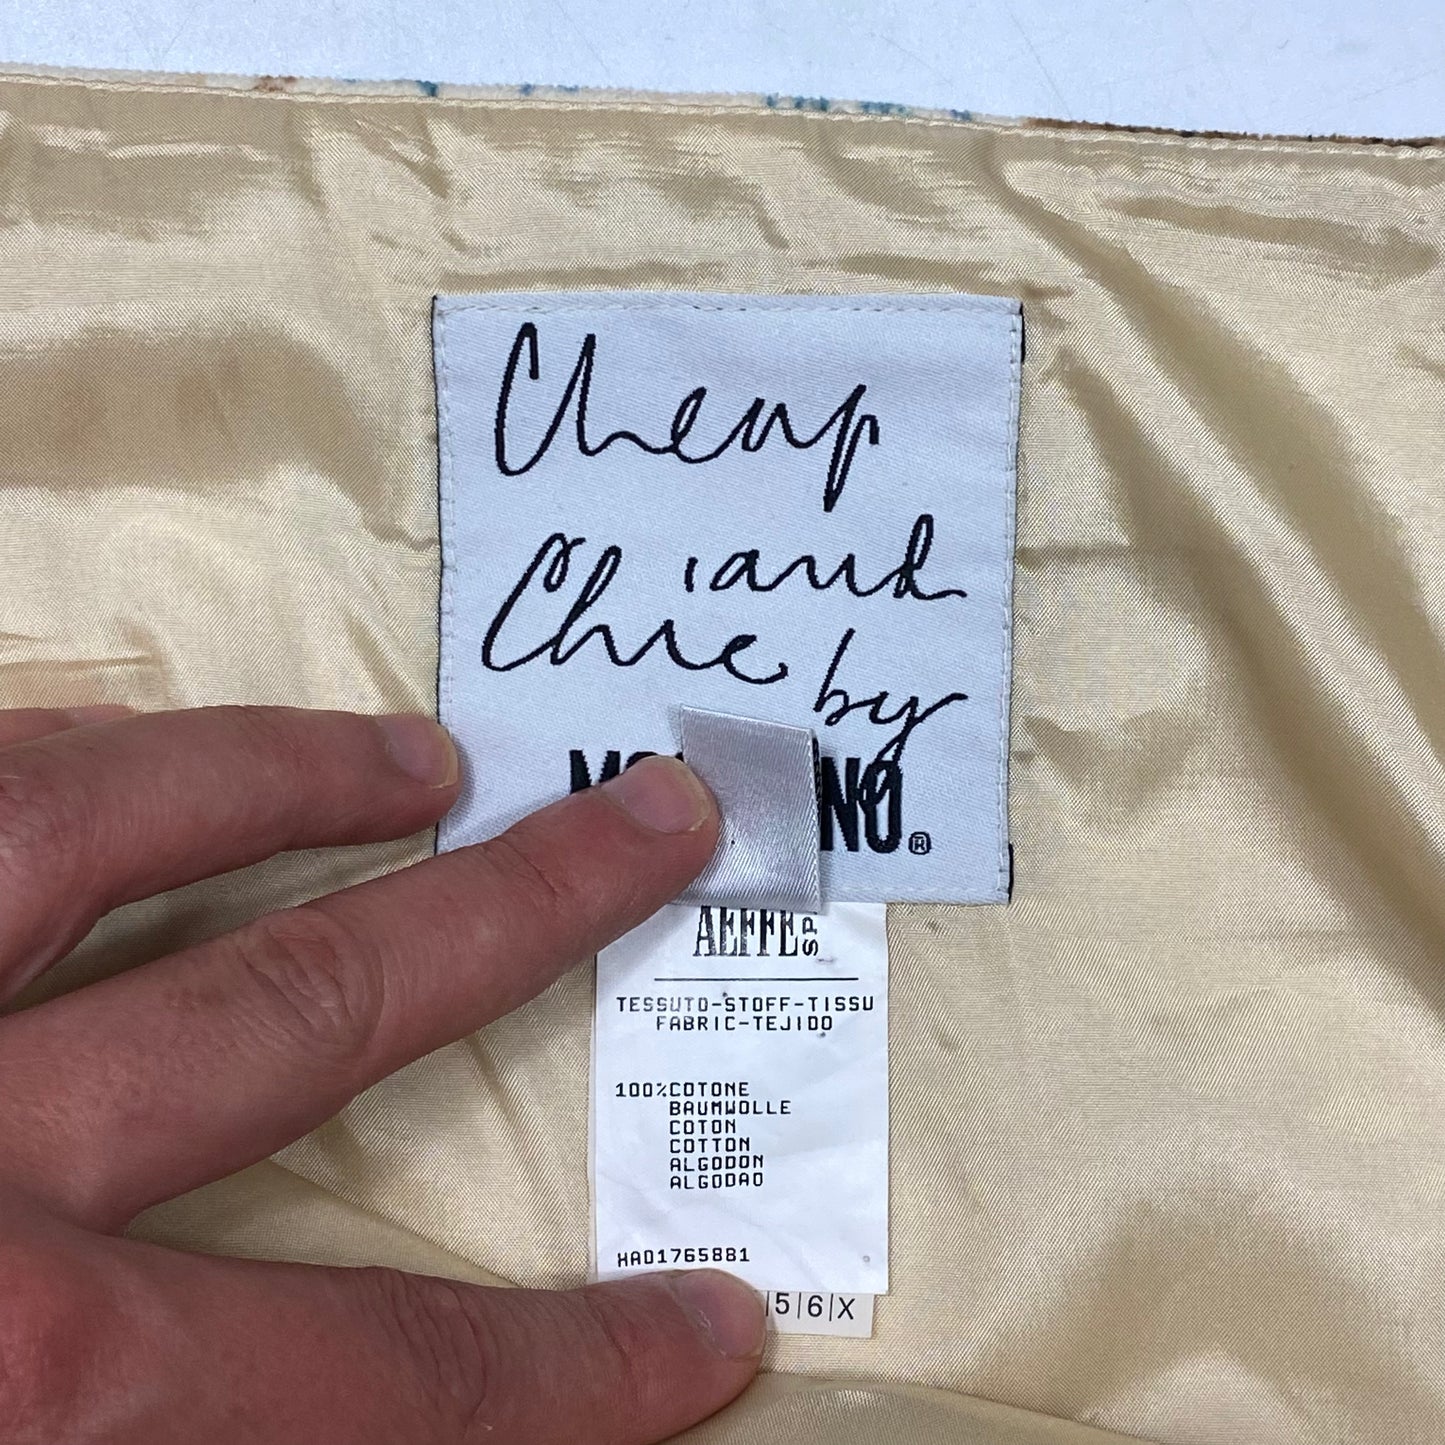 Cheap
and
Chic by
AEFFE SP
TESSUTO-STOFF-TISSU
FABRIC-TEJIDO
100%COTONE
BAUMWOLLE
COTON
COTTON
ALGODON
ALGODAO
HA01765881
5|6|X